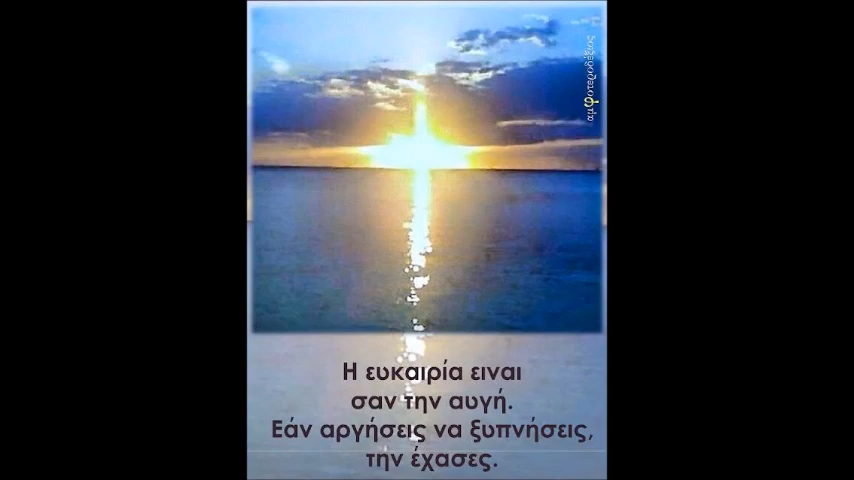 Η ευκαιρία ειναι
σαν την αυγή.
Εάν αργήσεις να ξυπνήσεις,
την έχασες.